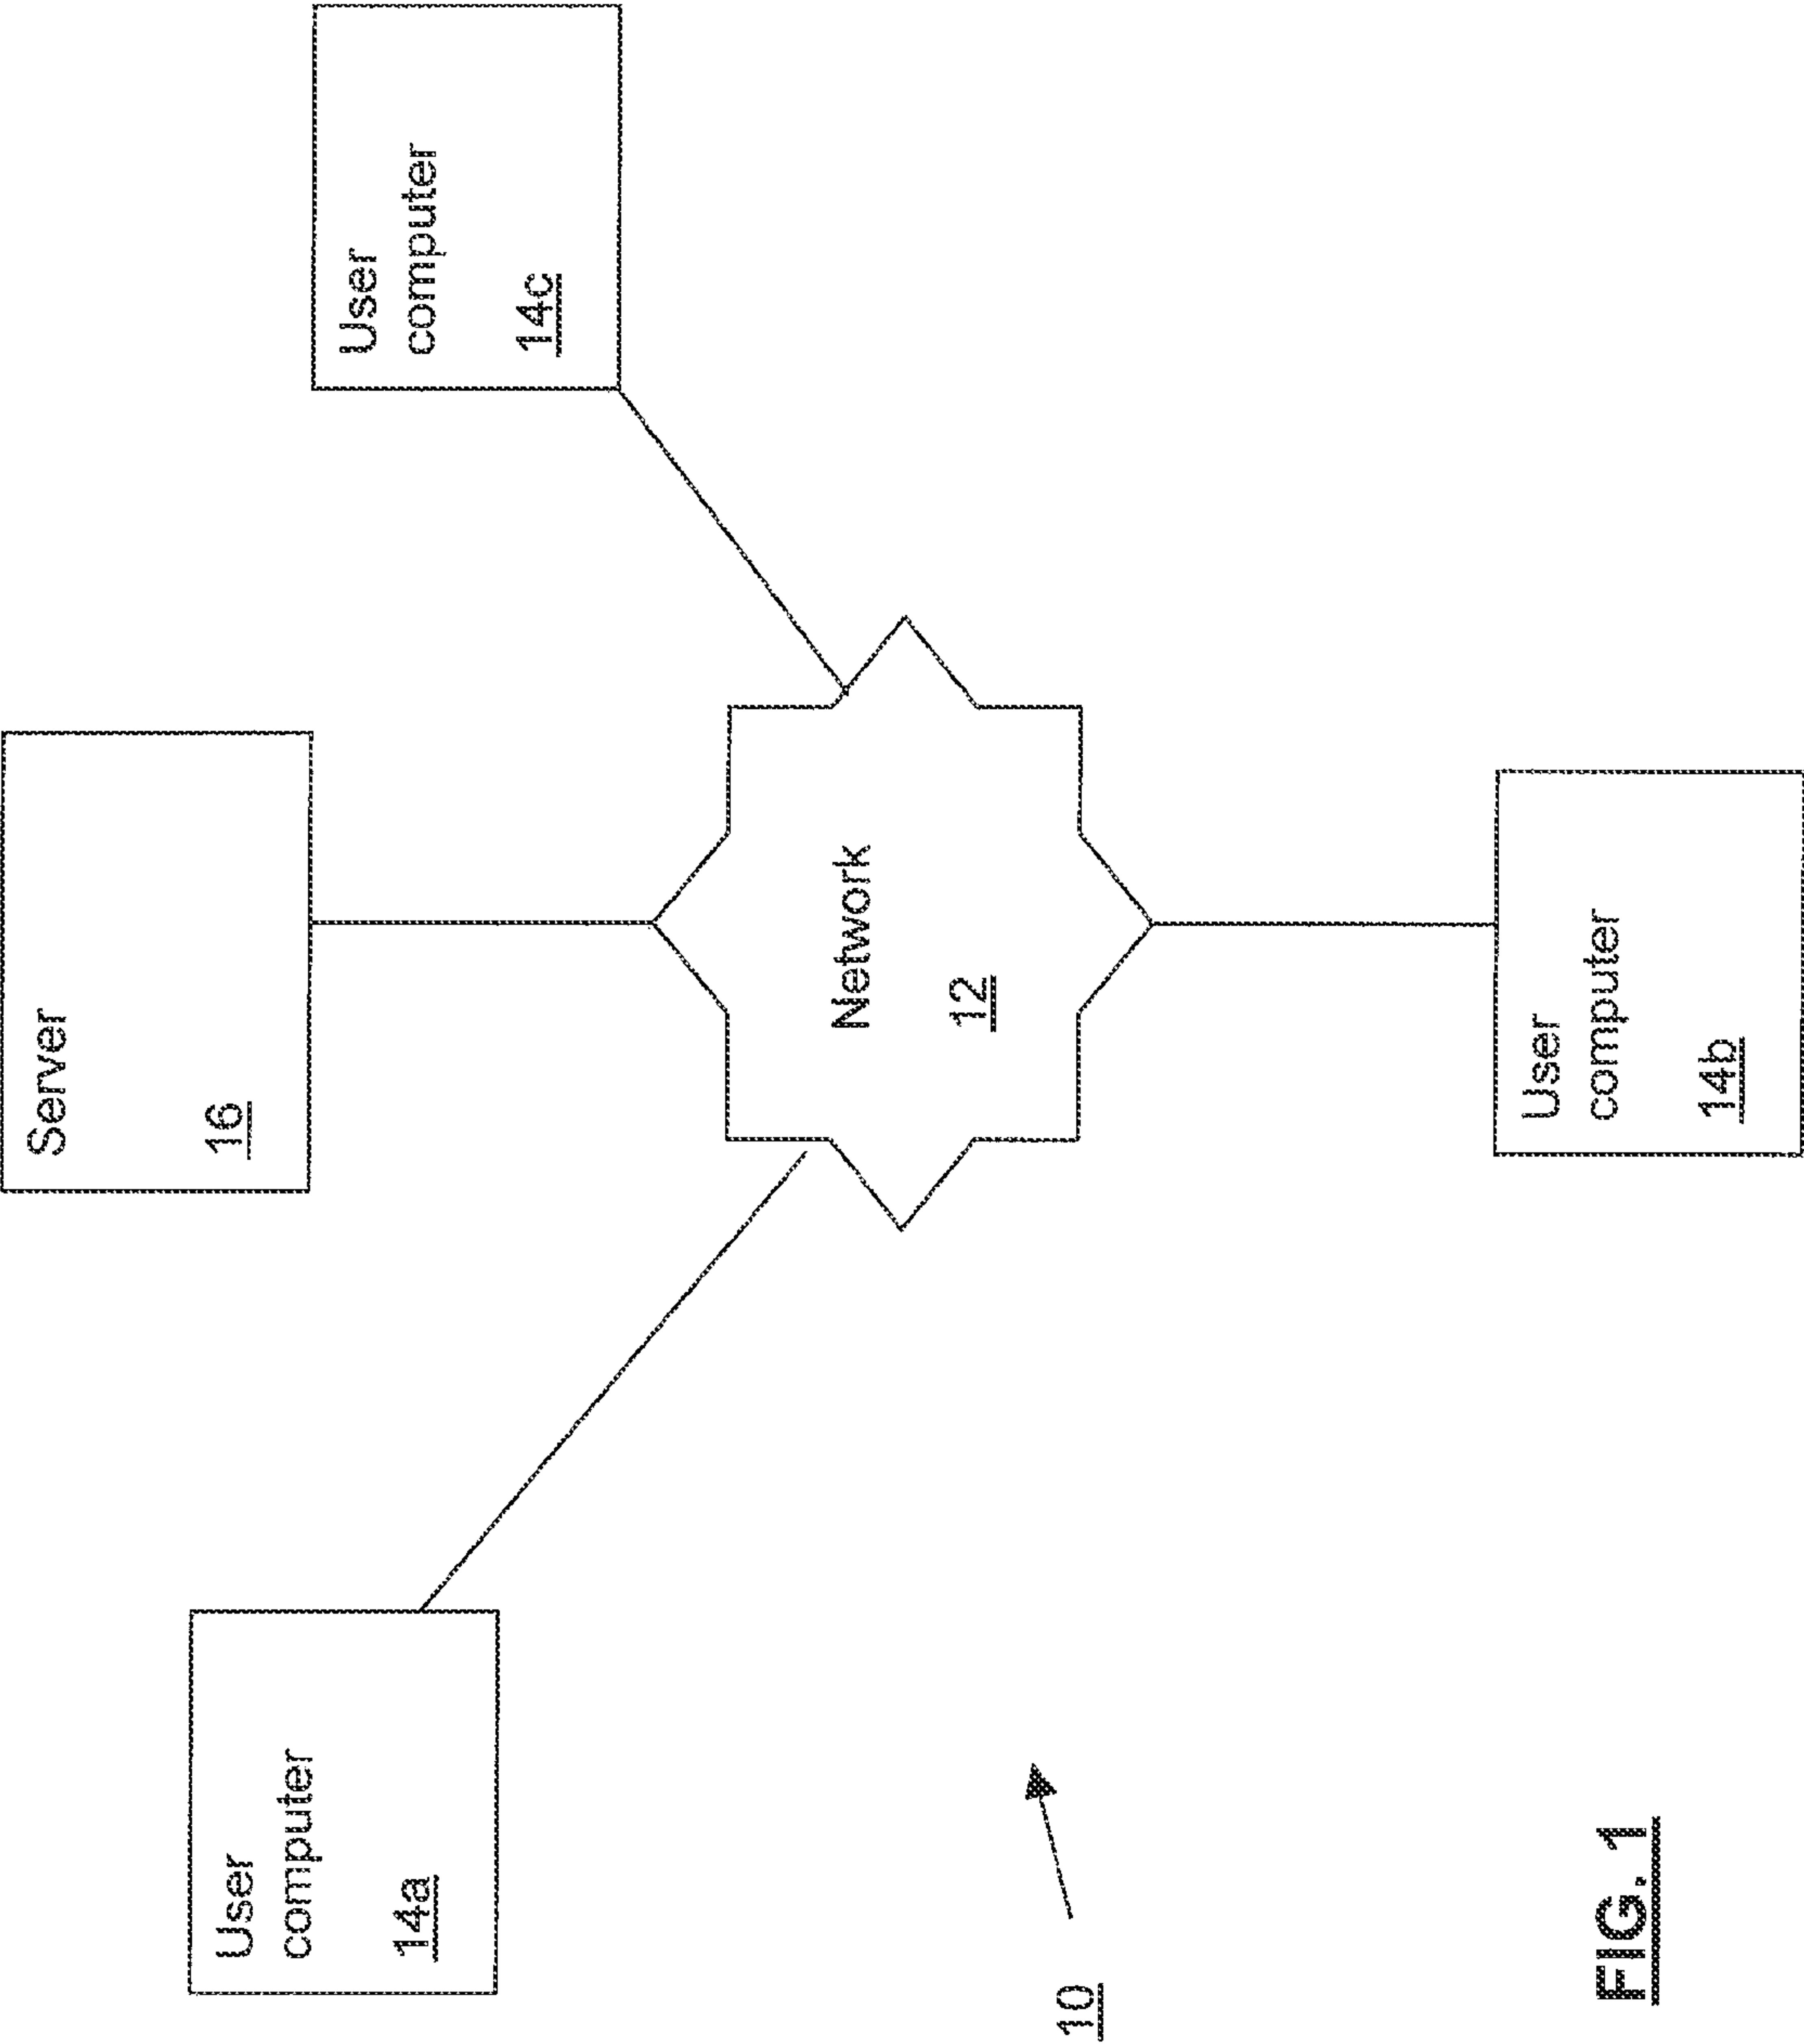 Server
16
User
computer
14a
User
computer
14c
Network
12
10
User
computer
14b
FIG. 1